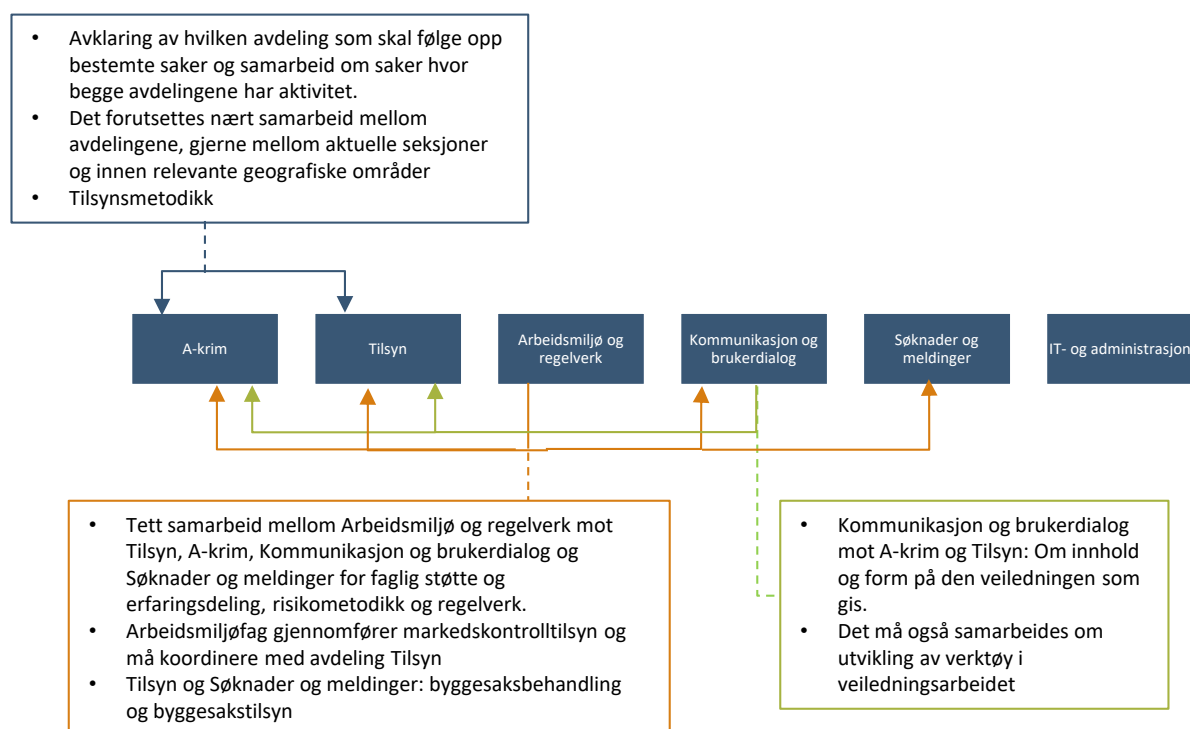 • Avklaring av hvilken avdeling som skal følge opp
bestemte saker og samarbeid om saker hvor
begge avdelingene har aktivitet.
• Det forutsettes nært samarbeid mellom
avdelingene, gjerne mellom aktuelle seksjoner
og innen relevante geografiske områder
• Tilsynsmetodikk
A-krim
Tilsyn
Arbeidsmiljø og
regelverk
Kommunikasjon og
brukerdialog
Søknader og
meldinger
IT- og administrasjon
• Tett samarbeid mellom Arbeidsmiljø og regelverk mot
Tilsyn, A-krim, Kommunikasjon og brukerdialog og
Søknader og meldinger for faglig støtte og
erfaringsdeling, risikometodikk og regelverk.
• Arbeidsmiljøfag gjennomfører markedskontrolltilsyn og
må koordinere med avdeling Tilsyn
• Tilsyn og Søknader og meldinger: byggesaksbehandling
og byggesakstilsyn
• Kommunikasjon og brukerdialog
mot A-krim og Tilsyn: Om innhold
og form på den veiledningen som
gis.
• Det må også samarbeides om
utvikling av verktøy i
veiledningsarbeidet